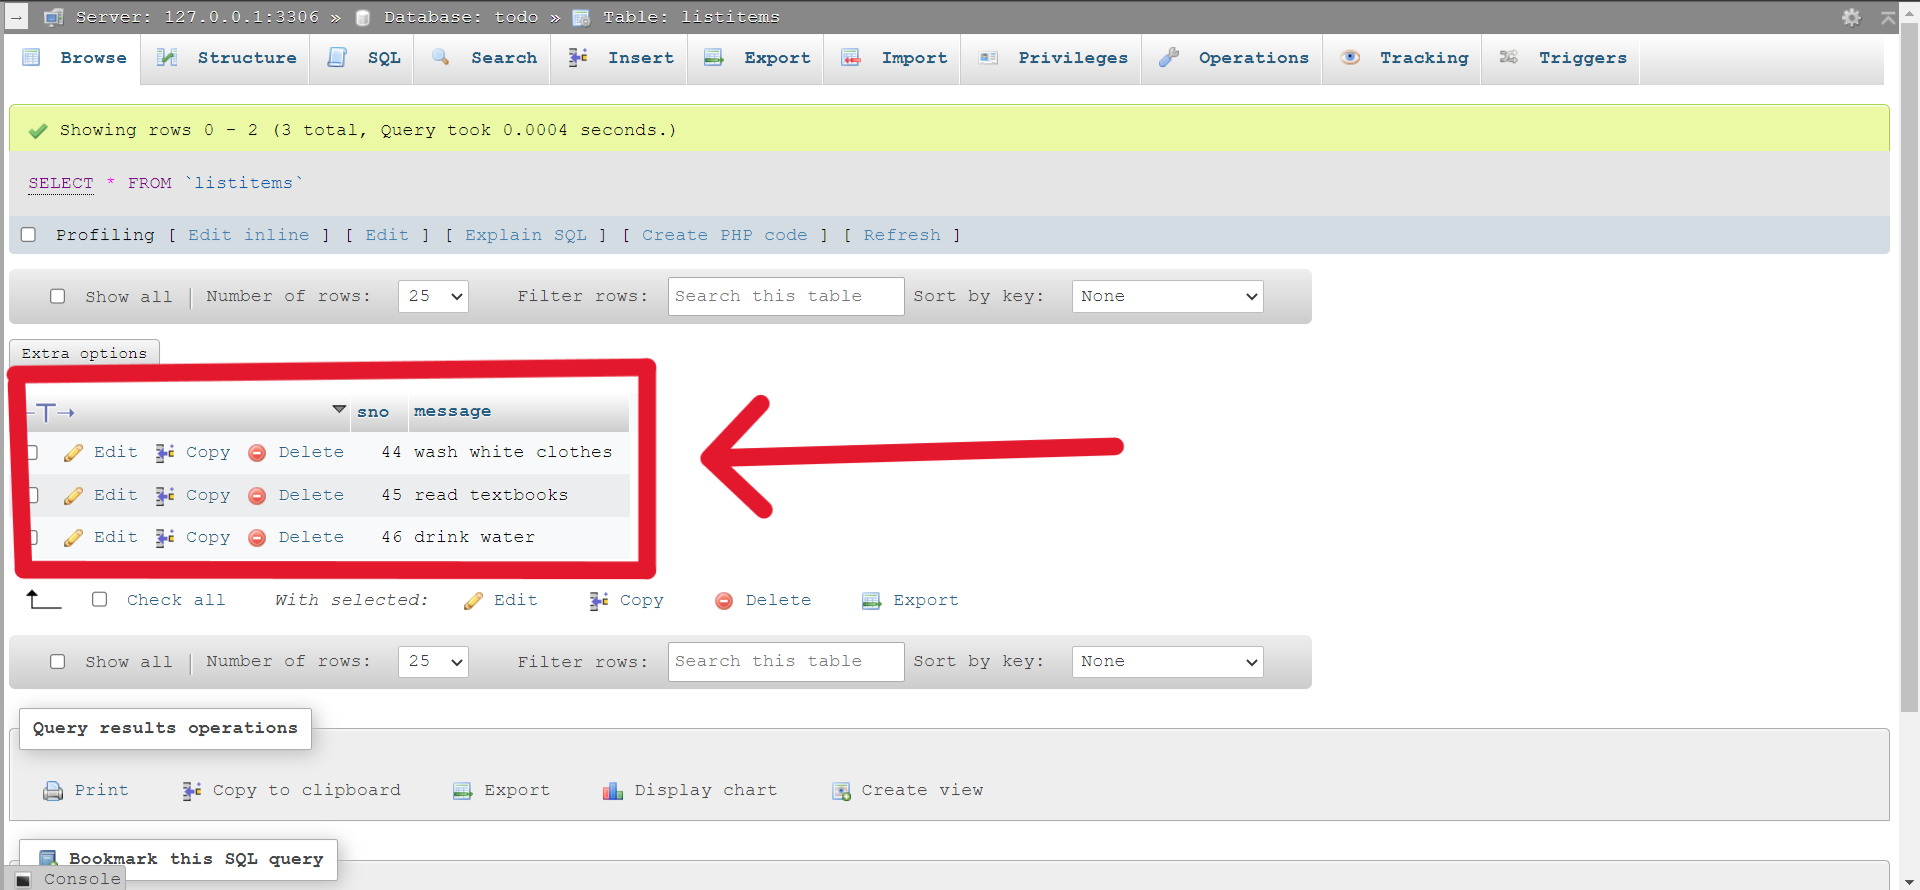 Server: 127.0.0.1:3306 » Database: todo » Table: listitems
Browse Structure SQL Search Insert Export Import Privileges Operations Tracking Triggers
Showing rows 0 - 2 (3 total, Query took 0.0004 seconds.)
SELECT * FROM `listitems`
Profiling [ Edit inline ] [ Edit ] [ Explain SQL ] [ Create PHP code ] [ Refresh ]
Show all | Number of rows: 25 Filter rows: Search this table Sort by key: None
Extra options
sno message
Edit Copy Delete 44 wash white clothes
Edit Copy Delete 45 read textbooks
Edit Copy Delete 46 drink water
Check all With selected: Edit Copy Delete Export
Show all | Number of rows: 25 Filter rows: Search this table Sort by key: None
Query results operations
Print Copy to clipboard Export Display chart Create view
Bookmark this SQL query
Console